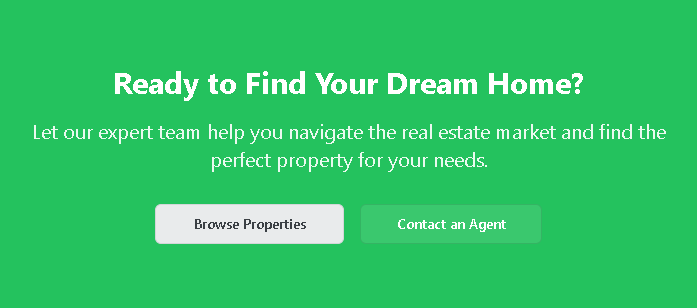 Ready to Find Your Dream Home?
Let our expert team help you navigate the real estate market and find the
perfect property for your needs.
Browse Properties
Contact an Agent